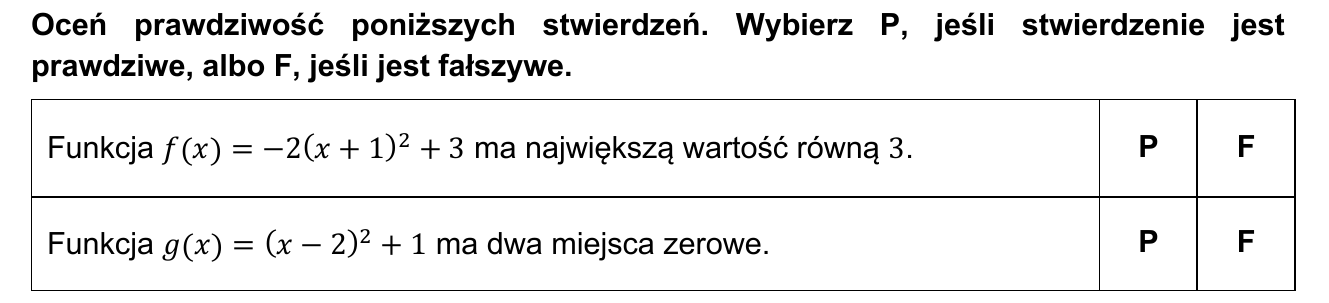 Oceń prawdziwość poniższych stwierdzeń. Wybierz P, jeśli stwierdzenie jest
prawdziwe, albo F, jeśli jest fałszywe.
Funkcja f(x) = −2(x + 1)² + 3 ma największą wartość równą 3. P F
Funkcja g(x) = (x − 2)² + 1 ma dwa miejsca zerowe. P F